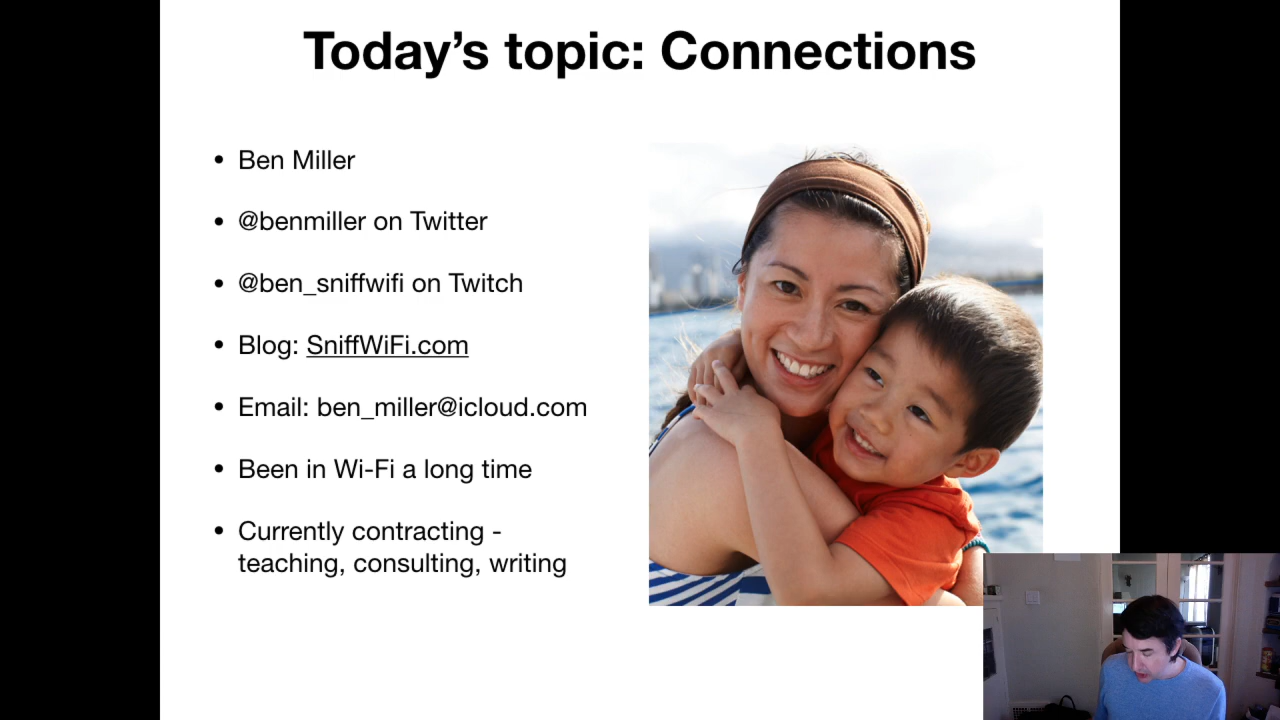 Today’s topic: Connections
• Ben Miller
• @benmiller on Twitter
• @ben_sniffwifi on Twitch
• Blog: SniffWiFi.com
• Email: ben_miller@icloud.com
• Been in Wi-Fi a long time
• Currently contracting -
teaching, consulting, writing